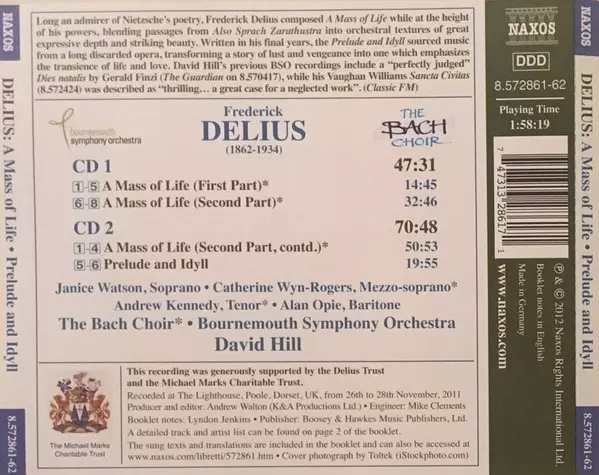 NAXOS
DELIUS: A Mass of Life • Prelude and Idyll
8.572861-62
Long an admirer of Nietzsche's poetry, Frederick Delius composed A Mass of Life while at the height
of his powers, blending passages from Also Sprach Zarathustra into orchestral textures of great
expressive depth and striking beauty. Written in his final years, the Prelude and Idyll sourced music
from a long discarded opera, transforming a story of lust and vengeance into one which emphasizes
the transience of life and love. David Hill's previous BSO recordings include a “perfectly judged”
Dies natalis by Gerald Finzi (The Guardian on 8.570417), while his Vaughan Williams Sancta Civitas
(8.572424) was described as “thrilling… a great case for a neglected work”. (Classic FM)
bournemouth
symphony orchestra
Frederick
DELIUS
(1862-1934)
THE
BACH
CHOIR
CD 1 47:31
1-5 A Mass of Life (First Part)* 14:45
6-8 A Mass of Life (Second Part)* 32:46
CD 2 70:48
1-4 A Mass of Life (Second Part, contd.)* 50:53
5-6 Prelude and Idyll 19:55
Janice Watson, Soprano • Catherine Wyn-Rogers, Mezzo-soprano*
Andrew Kennedy, Tenor* • Alan Opie, Baritone
The Bach Choir* • Bournemouth Symphony Orchestra
David Hill
The Michael Marks
Charitable Trust
This recording was generously supported by the Delius Trust
and the Michael Marks Charitable Trust.
Recorded at The Lighthouse, Poole, Dorset, UK, from 26th to 28th November, 2011
Producer and editor: Andrew Walton (K&A Productions Ltd.) • Engineer: Mike Clements
Booklet notes: Lyndon Jenkins • Publisher: Boosey & Hawkes Music Publishers, Ltd.
A detailed track and artist list can be found on page 2 of the booklet.
The sung texts and translations are included in the booklet and can also be accessed at
www.naxos.com/libretti/572861.htm • Cover photograph by Toltek (iStockphoto.com)
NAXOS
DDD
8.572861-62
Playing Time
1:58:19
7 47313 28617 1
℗ & © 2012 Naxos Rights International Ltd.
Booklet notes in English
Made in Germany
www.naxos.com
NAXOS
DELIUS: A Mass of Life • Prelude and Idyll
8.572861-62